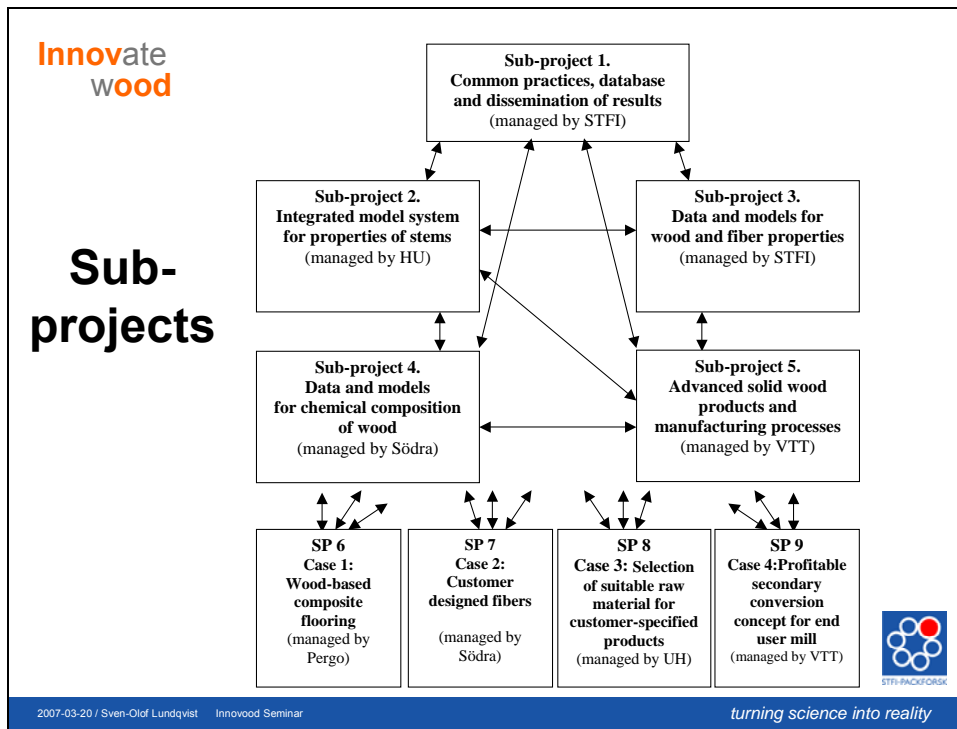 Innovate
wood
Sub-
projects
Sub-project 1.
Common practices, database
and dissemination of results
(managed by STFI)
Sub-project 2.
Integrated model system
for properties of stems
(managed by HU)
Sub-project 3.
Data and models for
wood and fiber properties
(managed by STFI)
Sub-project 4.
Data and models
for chemical composition
of wood
(managed by Södra)
Sub-project 5.
Advanced solid wood
products and
manufacturing processes
(managed by VTT)
SP 6
Case 1:
Wood-based
composite
flooring
(managed by
Pergo)
SP 7
Case 2:
Customer
designed fibers
(managed by
Södra)
SP 8
Case 3: Selection
of suitable raw
material for
customer-specified
products
(managed by UH)
SP 9
Case 4:Profitable
secondary
conversion
concept for end
user mill
(managed by VTT)
STFI-PACKFORSK
2007-03-20 / Sven-Olof Lundqvist Innovood Seminar
turning science into reality